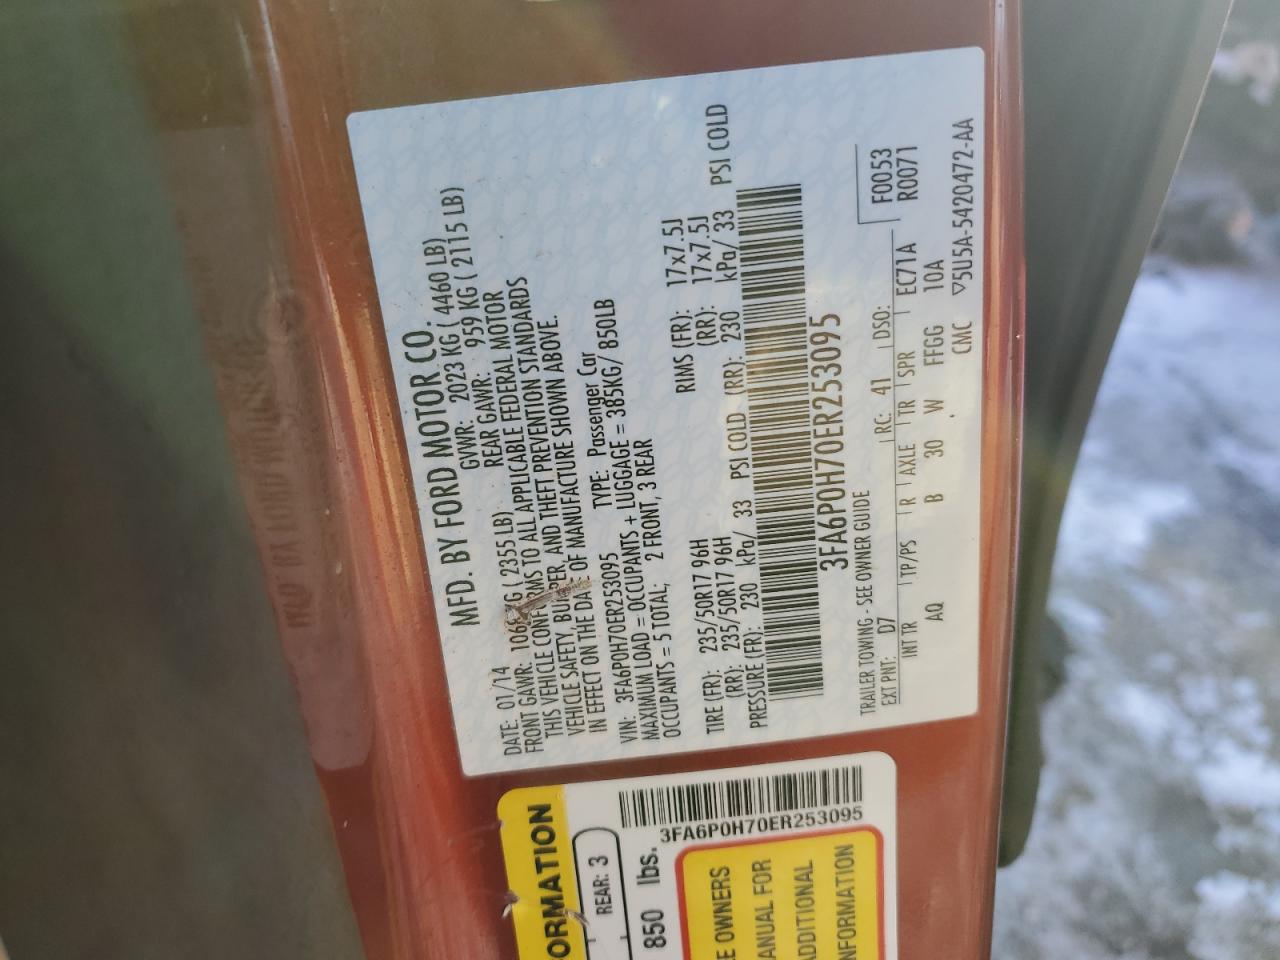 MFD. BY FORD MOTOR CO.
DATE: 01/14 GVWR: 2023 KG ( 4460 LB)
FRONT GAWR: KG ( 2355 LB) REAR GAWR: 959 KG ( 2115 LB)
THIS VEHICLE CONFORMS TO ALL APPLICABLE FEDERAL MOTOR
VEHICLE SAFETY, BUMPER, AND THEFT PREVENTION STANDARDS
IN EFFECT ON THE DATE OF MANUFACTURE SHOWN ABOVE.
VIN: 3FA6P0H70ER253095 TYPE: Passenger Car
MAXIMUM LOAD = OCCUPANTS + LUGGAGE = 385KG/ 850LB
OCCUPANTS = 5 TOTAL; 2 FONT, 3 REAR
TIRE (FR): 235/50R17 96H RIMS (FR): 17x7.5J
(RR): 235/50R17 96H (RR): 17x7.5J
PRESSURE (FR): 230 kPa/ 33 PSI COLD (RR): 230 kPa/ 33 PSI COLD
3FA6P0H70ER253095
TRAILER TOWING - SEE OWNER GUIDE
F0053
EXT PNT: D7 RC: 41 DSO: R0071
INT TR TP/PS R AXLE TR SPR EC71A
AQ B 30 W FFGG 10A
CNC ▽5U5A-5420472-AA
ORMATION
REAR: 3
850 lbs.
3FA6P0H70ER253095
E OWNERS
ANUAL FOR
ADDITIONAL
NFORMATION